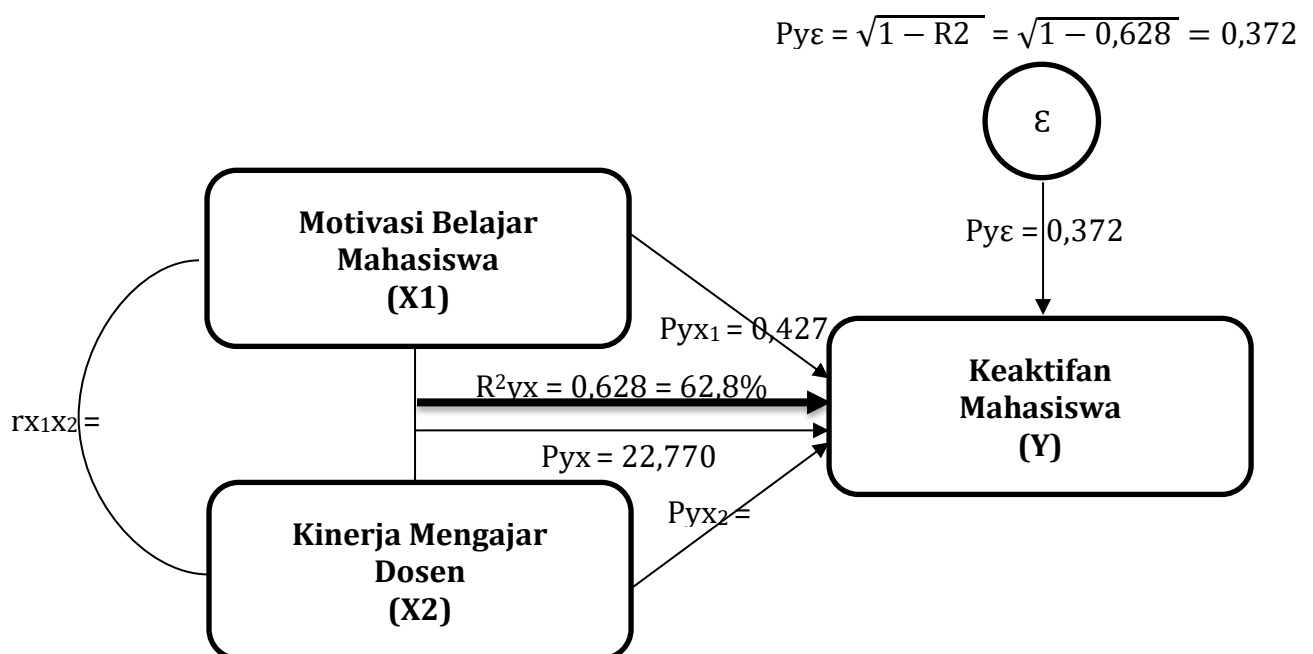 Pyε = √1 − R2 = √1 − 0,628 = 0,372
ε
Pyε = 0,372
Motivasi Belajar
Mahasiswa
(X1)
Pyx₁ = 0,427
R²yx = 0,628 = 62,8%
Keaktifan
Mahasiswa
(Y)
rx₁x₂ =
Pyx = 22,770
Pyx₂ =
Kinerja Mengajar
Dosen
(X2)